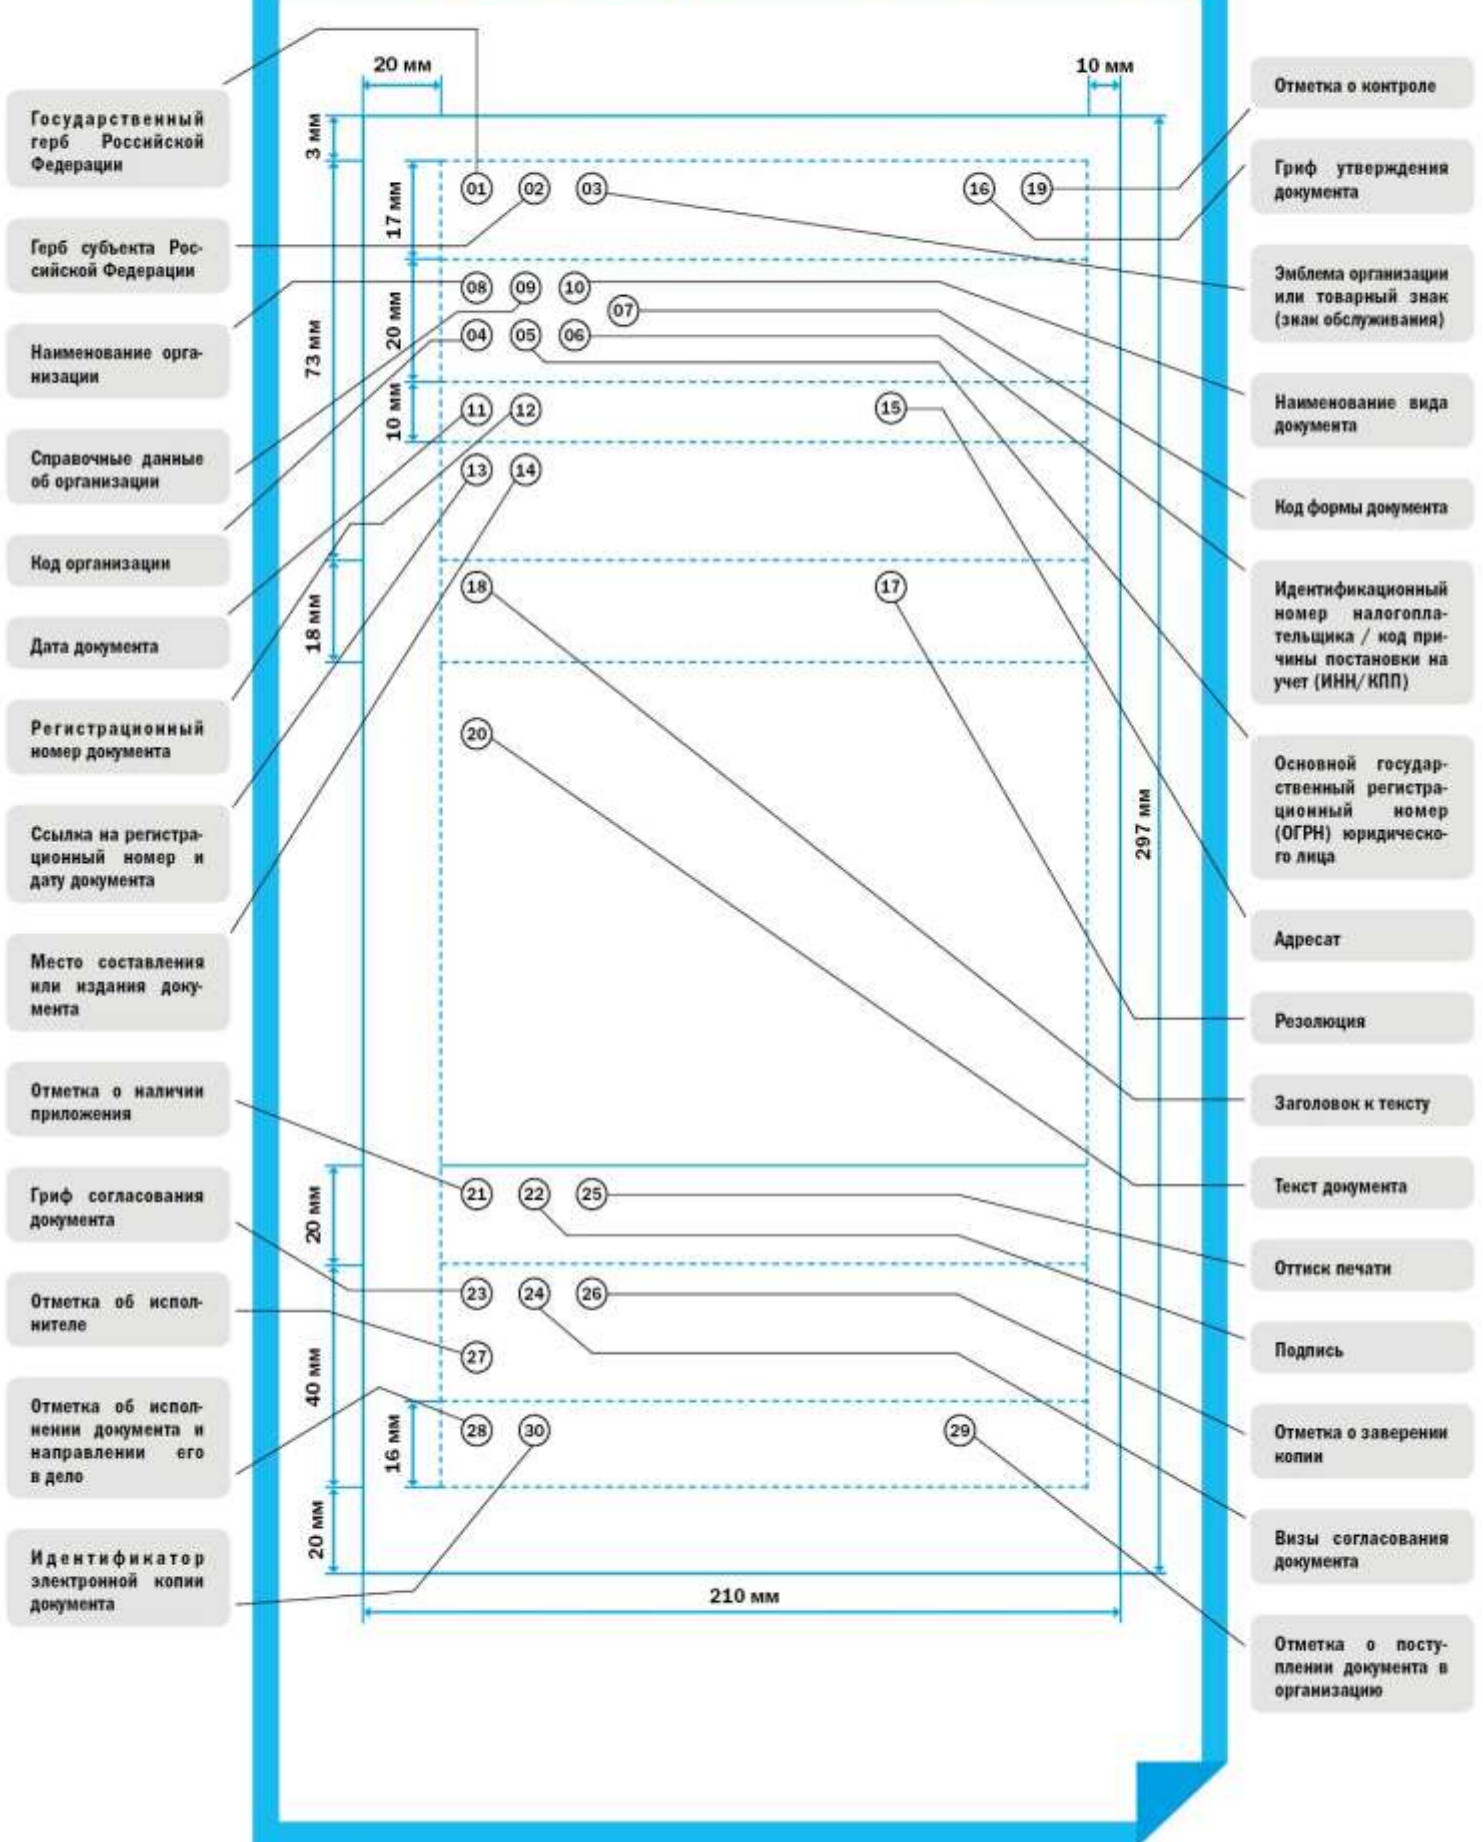 20 мм
10 мм
3 мм
17 мм
73 мм
20 мм
10 мм
18 мм
297 мм
20 мм
40 мм
16 мм
20 мм
210 мм
01 02 03 16 19
08 09 10
07
04 05 06
11 12 15
13 14
18 17
20
21 22 25
23 24 26
27
28 30 29
Государственный
герб Российской
Федерации
Герб субъекта Рос-
сийской Федерации
Наименование орга-
низации
Справочные данные
об организации
Код организации
Дата документа
Регистрационный
номер документа
Ссылка на регистра-
ционный номер и
дату документа
Место составления
или издания доку-
мента
Отметка о наличии
приложения
Гриф согласования
документа
Отметка об испол-
нителе
Отметка об испол-
нении документа и
направлении его
в дело
Идентификатор
электронной копии
документа
Отметка о контроле
Гриф утверждения
документа
Эмблема организации
или товарный знак
(знак обслуживания)
Наименование вида
документа
Код формы документа
Идентификационный
номер налогопла-
тельщика / код при-
чины постановки на
учет (ИНН/КПП)
Основной государ-
ственный регистра-
ционный номер
(ОГРН) юридическо-
го лица
Адресат
Резолюция
Заголовок к тексту
Текст документа
Оттиск печати
Подпись
Отметка о заверении
копии
Визы согласования
документа
Отметка о посту-
плении документа в
организацию